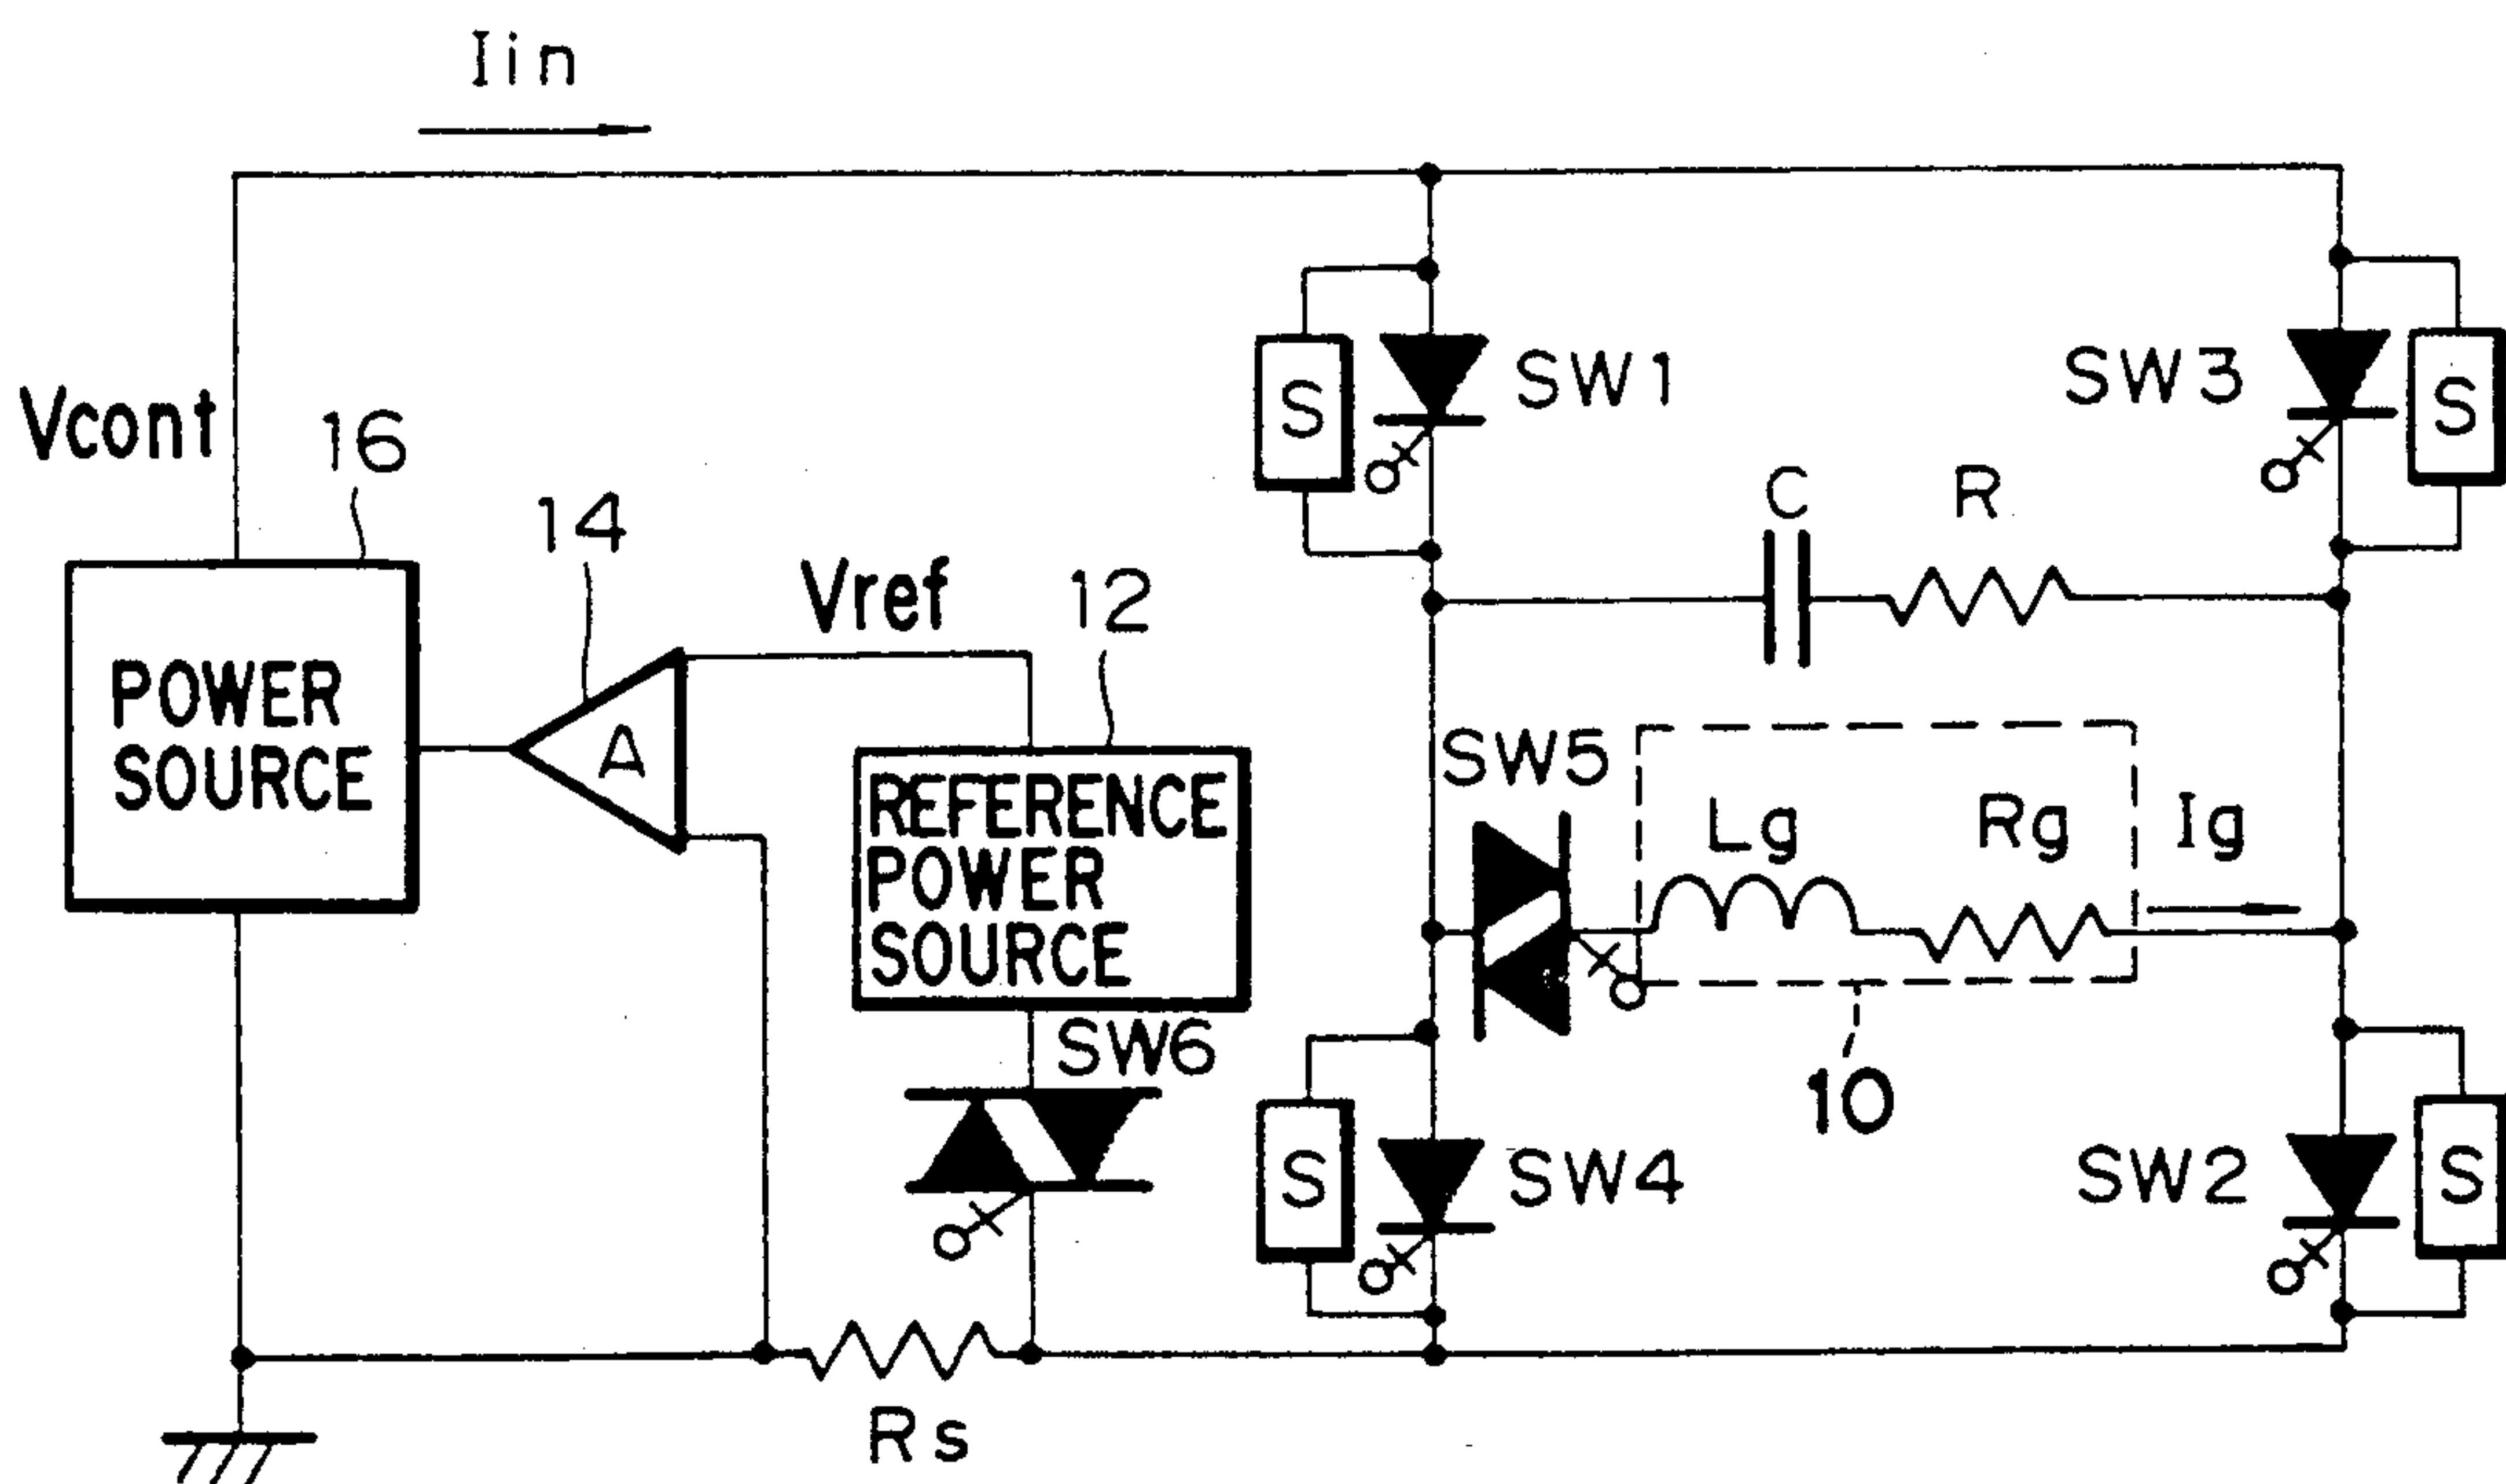 Iin
Vcont
16
14
Vref
12
POWER
SOURCE
A
REFERENCE
POWER
SOURCE
SW6
Rs
S
SW1
SW3
S
C
R
SW5
Lg
Rg
Ig
10
S
SW4
SW2
S